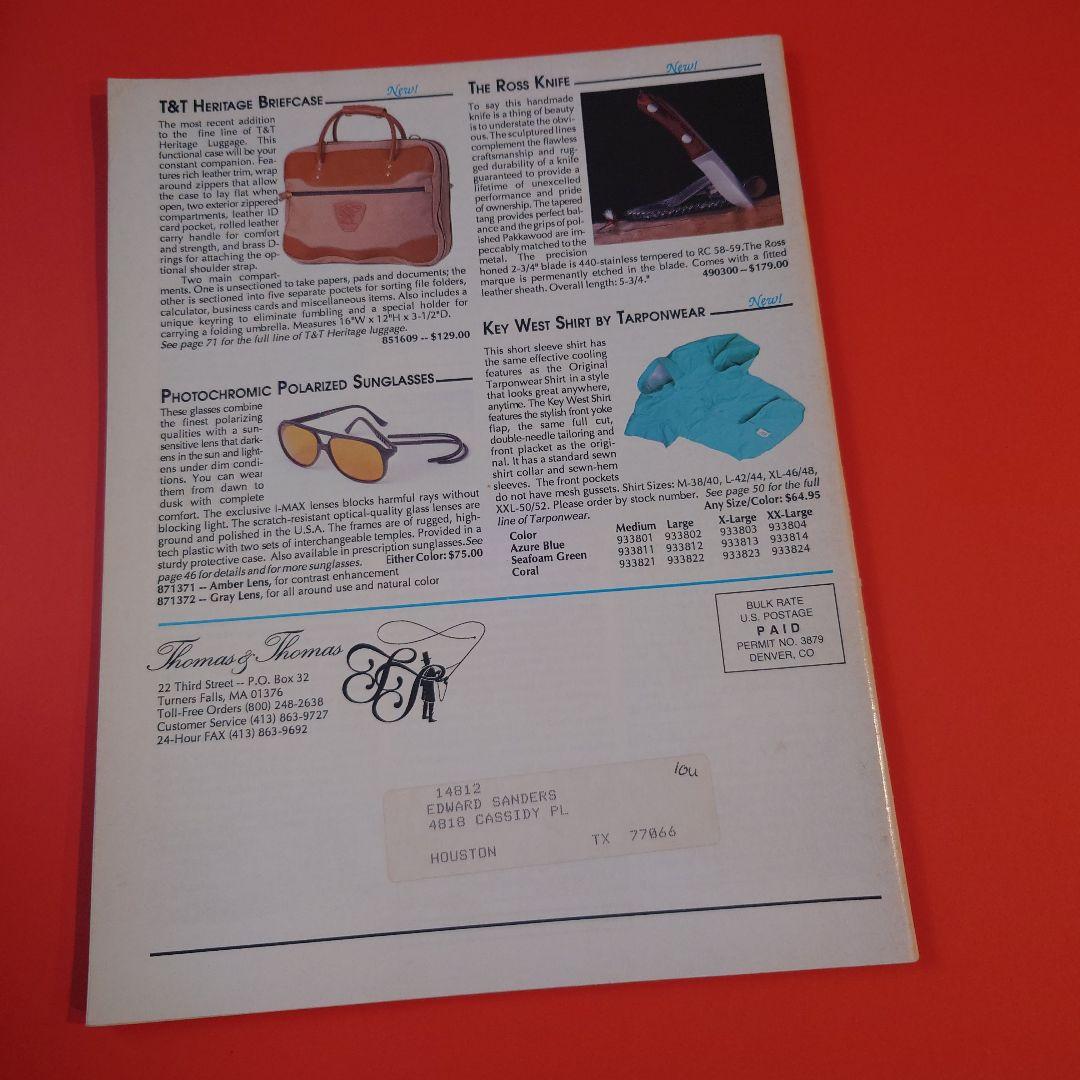 New!
T&T HERITAGE BRIEFCASE
The most recent addition
to the fine line of T&T
Heritage Luggage. This
functional case will be your
constant companion. Fea-
tures rich leather trim, wrap
around zippers that allow
the case to lay flat when
open, two exterior zippered
compartments, leather ID
card pocket, rolled leather
carry handle for comfort
and strength, and brass D-
rings for attaching the op-
tional shoulder strap.
Two main compart-
ments. One is unsectioned to take papers, pads and documents; the
other is sectioned into five separate poctets for sorting file folders,
calculator, business cards and miscellaneous items. Also includes a
unique keyring to eliminate fumbling and a special holder for
carrying a folding umbrella. Measures 16"W x 12"H x 3-1/2"D.
See page 71 for the full line of T&T Heritage luggage.
851609 -- $129.00
PHOTOCHROMIC POLARIZED SUNGLASSES
These glasses combine
the finest polarizing
qualities with a sun-
sensitive lens that dark-
ens in the sun and light-
ens under dim condi-
tions. You can wear
them from dawn to
dusk with complete
comfort. The exclusive I-MAX lenses blocks harmful rays without
blocking light. The scratch-resistant optical-quality glass lenses are
ground and polished in the U.S.A. The frames are of rugged, high-
tech plastic with two sets of interchangeable temples. Provided in a
sturdy protective case. Also available in prescription sunglasses. See
page 46 for details and for more sunglasses. Either Color: $75.00
871371 -- Amber Lens, for contrast enhancement
871372 -- Gray Lens, for all around use and natural color
New!
THE ROSS KNIFE
To say this handmade
knife is a thing of beauty
is to understate the obvi-
ous. The sculptured lines
complement the flawless
craftsmanship and rug-
ged durability of a knife
guaranteed to provide a
lifetime of unexcelled
performance and pride
of ownership. The tapered
tang provides perfect bal-
ance and the grips of pol-
ished Pakkawood are im-
peccably matched to the
metal. The precision
honed 2-3/4" blade is 440-stainless tempered to RC 58-59. The Ross
marque is permenantly etched in the blade. Comes with a fitted
leather sheath. Overall length: 5-3/4." 490300 -- $179.00
New!
KEY WEST SHIRT BY TARPONWEAR
This short sleeve shirt has
the same effective cooling
features as the Original
Tarponwear Shirt in a style
that looks great anywhere,
anytime. The Key West Shirt
features the stylish front yoke
flap, the same full cut,
double-needle tailoring and
front placket as the origi-
nal. It has a standard sewn
shirt collar and sewn-hem
sleeves. The front pockets
do not have mesh gussets. Shirt Sizes: M-38/40, L-42/44, XL-46/48,
XXL-50/52. Please order by stock number. See page 50 for the full
line of Tarponwear. Any Size/Color: $64.95
Color Medium Large X-Large XX-Large
Azure Blue 933801 933802 933803 933804
Seafoam Green 933811 933812 933813 933814
Coral 933821 933822 933823 933824
Thomas & Thomas
22 Third Street -- P.O. Box 32
Turners Falls, MA 01376
Toll-Free Orders (800) 248-2638
Customer Service (413) 863-9727
24-Hour FAX (413) 863-9692
BULK RATE
U.S. POSTAGE
PAID
PERMIT NO. 3879
DENVER, CO
14812
EDWARD SANDERS
4818 CASSIDY PL
HOUSTON TX 77066